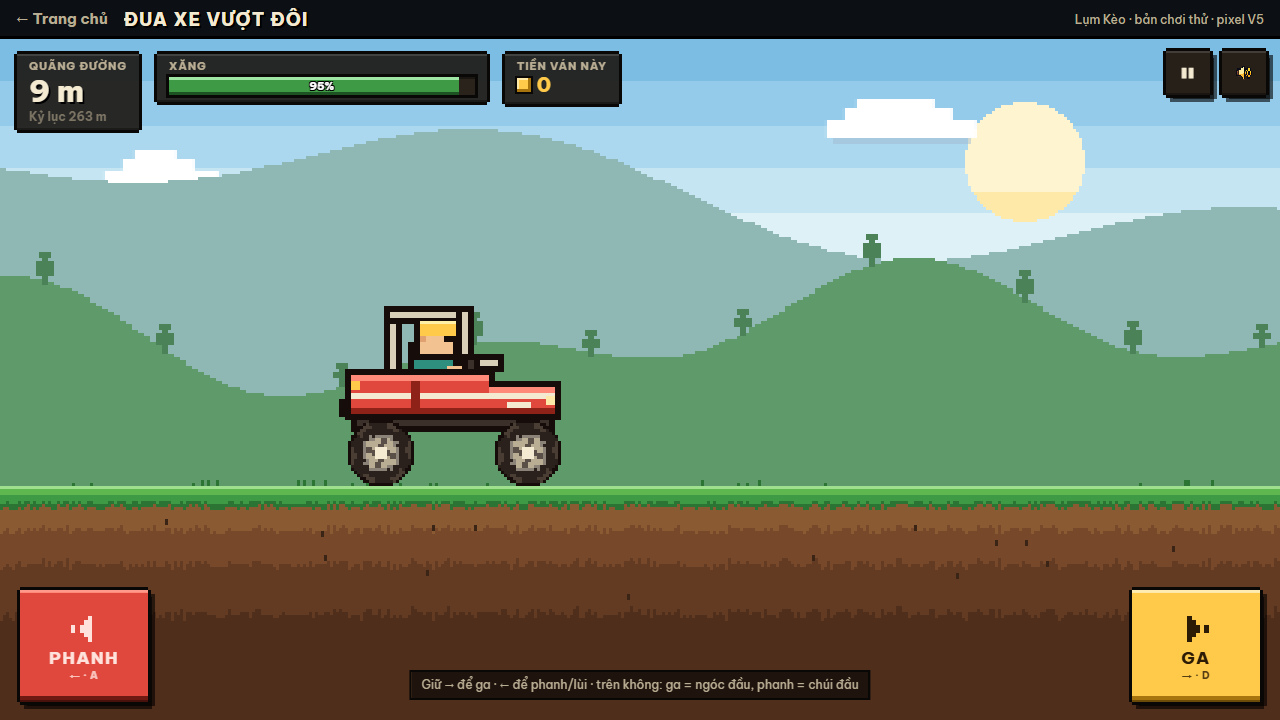 ← Trang chủ
ĐUA XE VƯỢT ĐỒI
Lụm Kèo · bản chơi thử · pixel V5
QUÃNG ĐƯỜNG
9 m
Kỷ lục 263 m
XĂNG
95%
TIỀN VÁN NÀY
0
PHANH
← · A
Giữ → để ga · ← để phanh/lùi · trên không: ga = ngóc đầu, phanh = chúi đầu
GA
→ · D